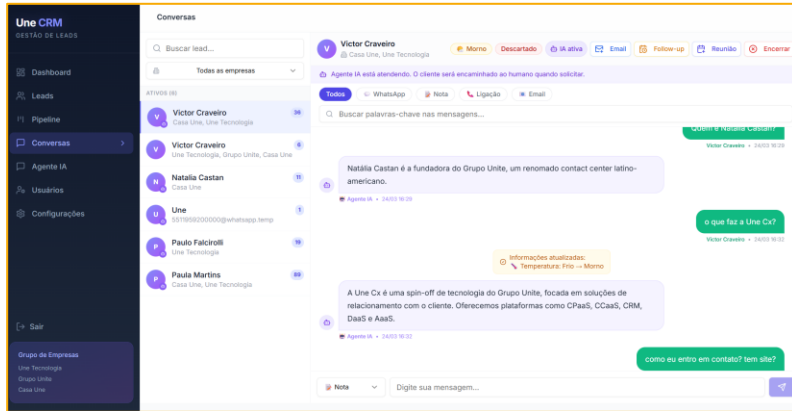 Une CRM
GESTÃO DE LEADS
Dashboard
Leads
Pipeline
Conversas
Agente IA
Usuários
Configurações
Sair
Grupo de Empresas
Une Tecnologia
Grupo Unite
Casa Une
Conversas
Buscar lead...
Todas as empresas
ATIVOS (6)
V
Victor Craveiro
36
Casa Une, Une Tecnologia
V
Victor Craveiro
6
Une Tecnologia, Grupo Unite, Casa Une
N
Natalia Castan
11
Casa Une
U
Une
1
5511959200000@whatsapp.temp
P
Paulo Falcirolli
19
Une Tecnologia
P
Paula Martins
Casa Une, Une Tecnologia
V
Victor Craveiro
Casa Une, Une Tecnologia
Morno
Descartado
IA ativa
Email
Follow-up
Reunião
Encerrar
Agente IA está atendendo. O cliente será encaminhado ao humano quando solicitar.
Todos
WhatsApp
Nota
Ligação
Email
Buscar palavras-chave nas mensagens...
Quem é Natalia Castan?
Victor Craveiro • 24/03 16:29
Natália Castan é a fundadora do Grupo Unite, um renomado contact center latino-
americano.
Agente IA • 24/03 16:29
o que faz a Une Cx?
Victor Craveiro • 24/03 16:32
Informações atualizadas:
Temperatura: Frio → Morno
A Une Cx é uma spin-off de tecnologia do Grupo Unite, focada em soluções de
relacionamento com o cliente. Oferecemos plataformas como CPaaS, CCaaS, CRM,
DaaS e AaaS.
Agente IA • 24/03 16:32
como eu entro em contato? tem site?
Nota
Digite sua mensagem...